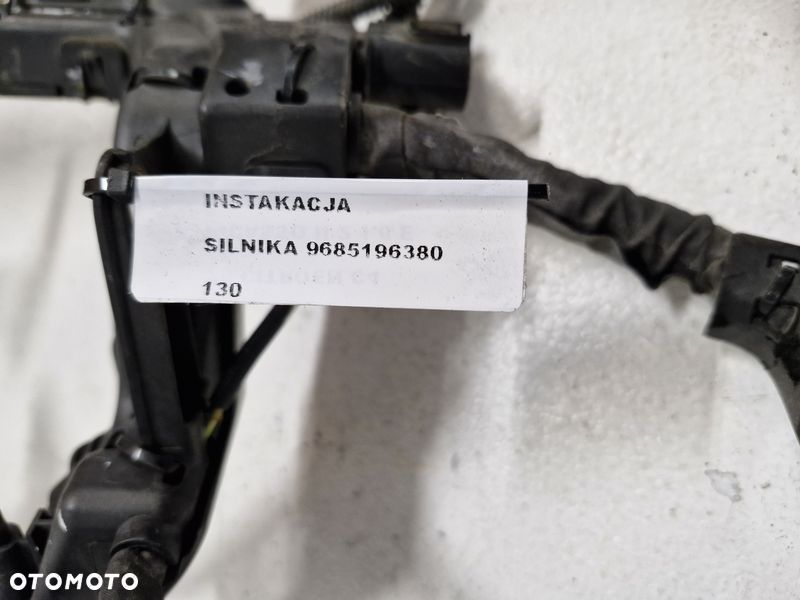 INSTAKACJA
SILNIKA 9685196380
130
OTOMOTO